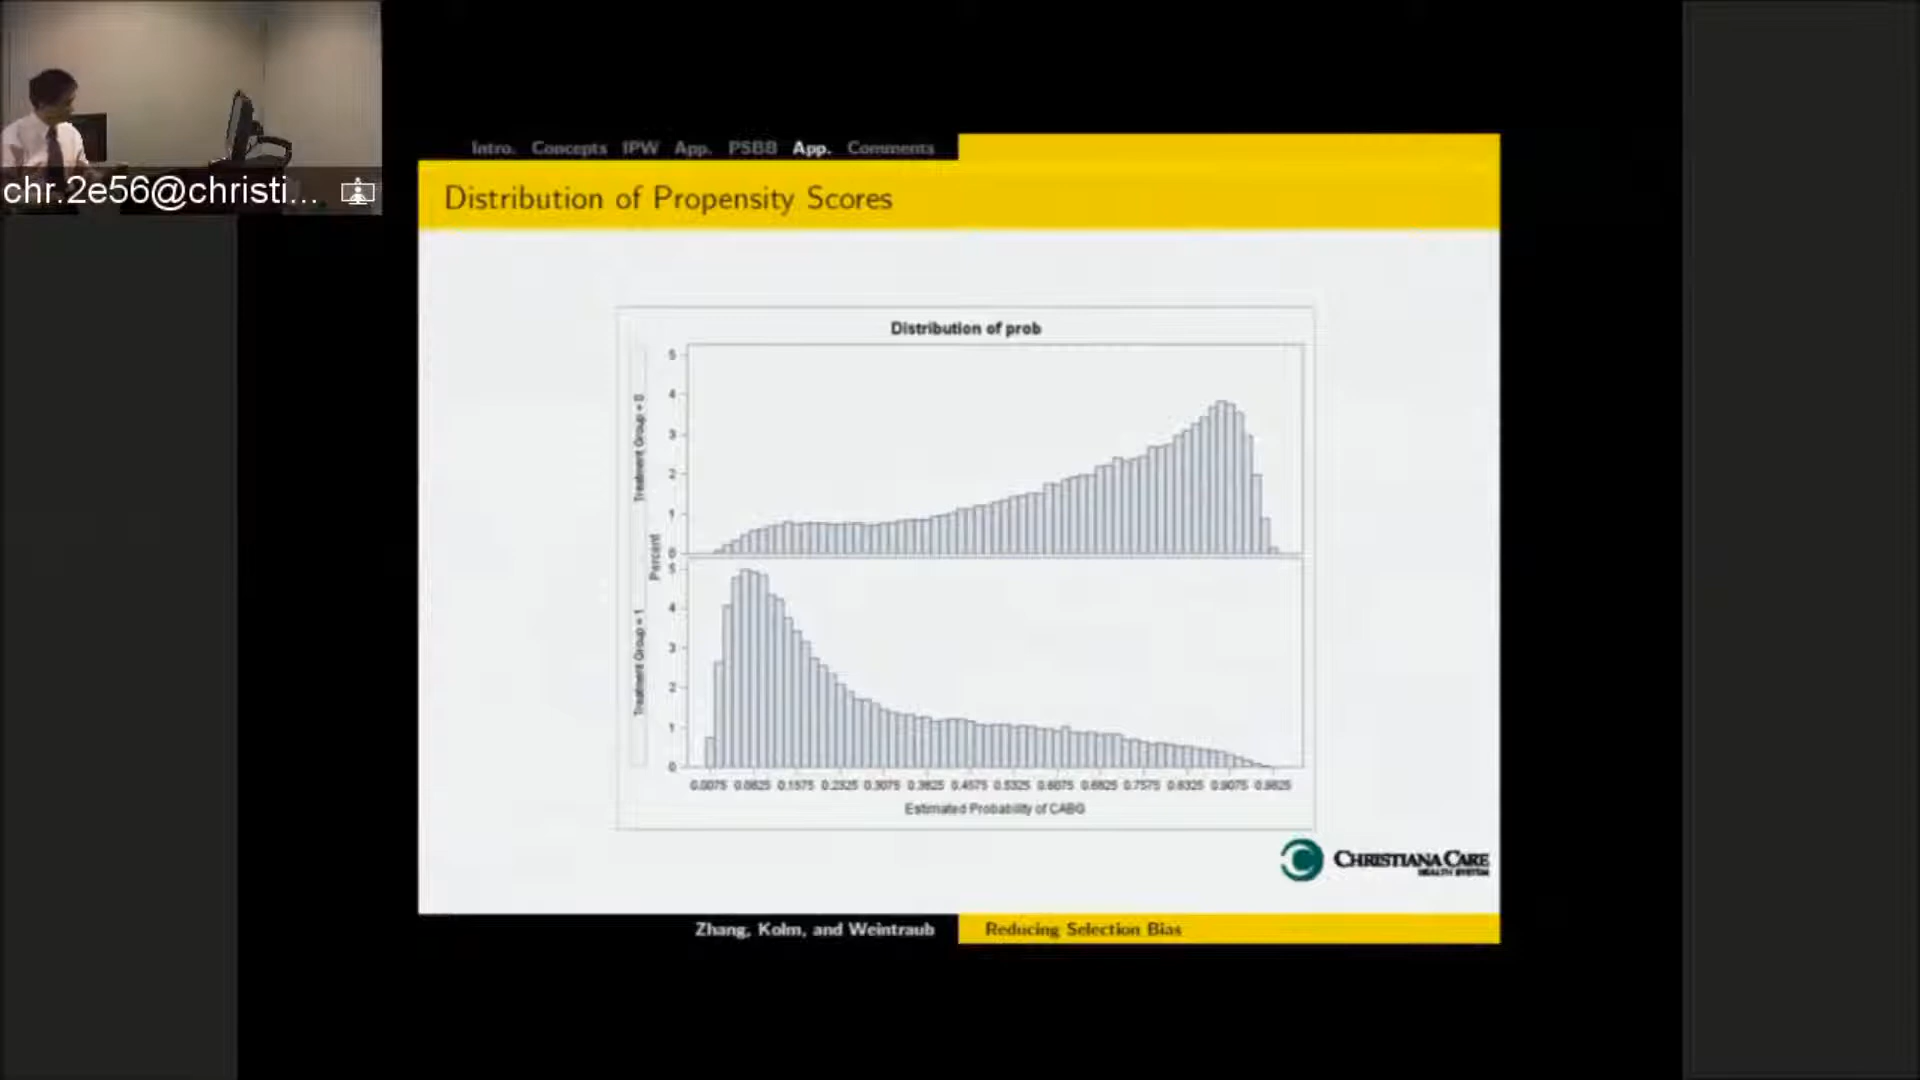 chr.2e56@christi...
Intro. Concepts IPW App. PSBB App. Comments
Distribution of Propensity Scores
Distribution of prob
Treatment Group = 0
5
4
3
2
1
0
Percent
Treatment Group = 1
5
4
3
2
1
0
0.0075 0.0825 0.1575 0.2325 0.3075 0.3825 0.4575 0.5325 0.6075 0.6825 0.7575 0.8325 0.9075 0.9825
Estimated Probability of CABG
CHRISTIANA CARE
HEALTH SYSTEM
Zhang, Kolm, and Weintraub
Reducing Selection Bias